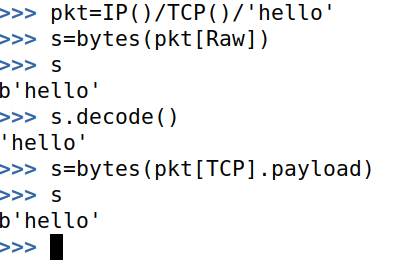 >>> pkt=IP()/TCP()/'hello'
>>> s=bytes(pkt[Raw])
>>> s
b'hello'
>>> s.decode()
'hello'
>>> s=bytes(pkt[TCP].payload)
>>> s
b'hello'
>>>